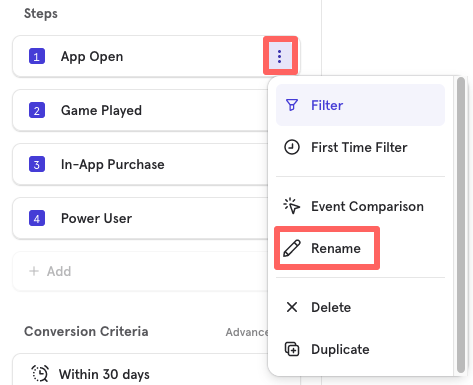 Steps
1 App Open
Filter
2 Game Played
First Time Filter
3 In-App Purchase
Event Comparison
4 Power User
Rename
+ Add
Delete
Conversion Criteria
Advance
Duplicate
Within 30 days